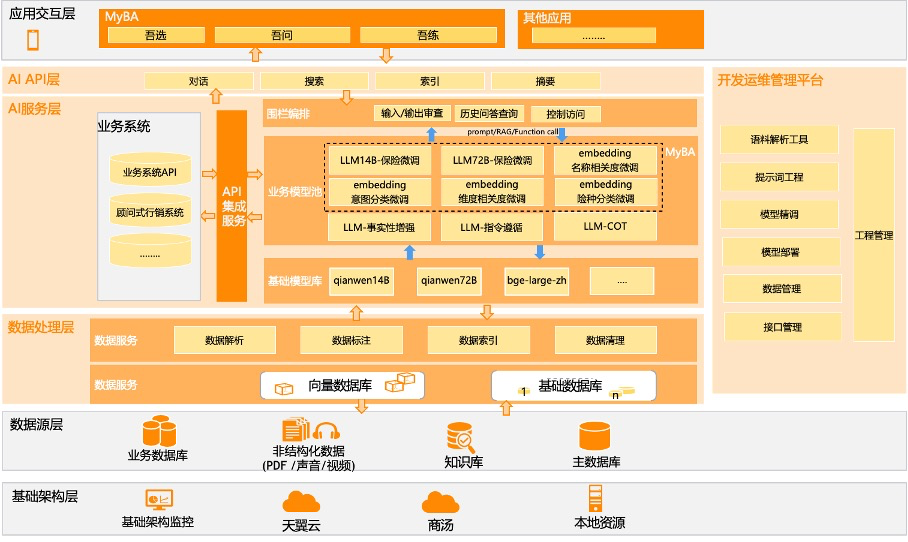 应用交互层
MyBA
吾选
吾问
吾练
其他应用
........
AI API层
对话
搜索
索引
摘要
AI服务层
业务系统
业务系统API
顾问式行销系统
........
API
集成
服务
围栏编排
输入/输出审查
历史问答查询
控制访问
prompt/RAG/Function call
MyBA
业务模型池
LLM14B-保险微调
LLM72B-保险微调
embedding
名称相关度微调
embedding
意图分类微调
embedding
维度相关度微调
embedding
险种分类微调
LLM-事实性增强
LLM-指令遵循
LLM-COT
基础模型库
qianwen14B
qianwen72B
bge-large-zh
....
数据处理层
数据服务
数据解析
数据标注
数据索引
数据清理
数据服务
向量数据库
1
基础数据库
n
开发运维管理平台
语料解析工具
提示词工程
模型精调
模型部署
数据管理
接口管理
工程管理
数据源层
业务数据库
非结构化数据
(PDF /声音/视频)
知识库
主数据库
基础架构层
基础架构监控
天翼云
商汤
本地资源